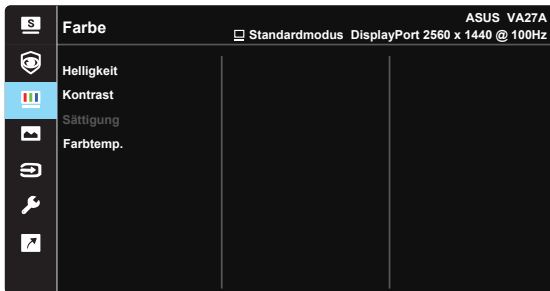 S
Farbe
ASUS VA27A
Standardmodus DisplayPort 2560 x 1440 @ 100Hz
Helligkeit
Kontrast
Sättigung
Farbtemp.